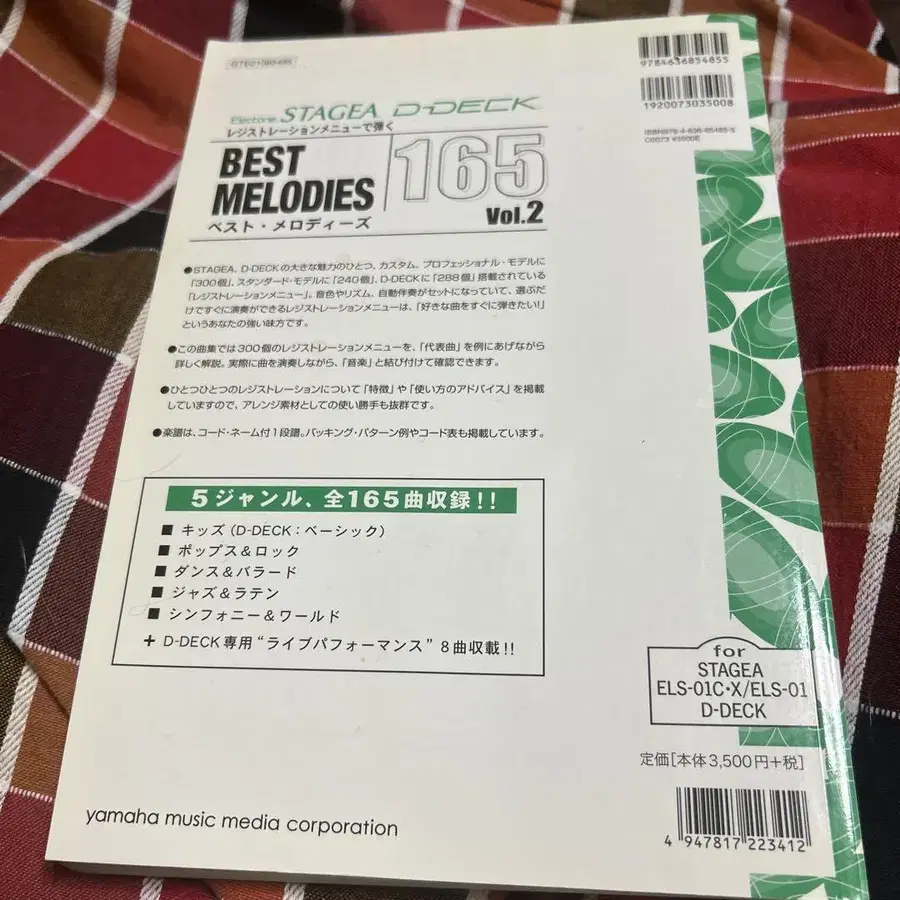 GTE01085485
9784636854855
1920073035008
ISBN978-4-636-85485-5
C0073 ¥3500E
Electone STAGEA D-DECK
レジストレーションメニューで弾く
BEST
MELODIES
165
ベスト・メロディーズ
Vol.2
●STAGEA、D-DECKの大きな魅力のひとつ、カスタム、プロフェッショナル・モデルに
「300個」、スタンダード・モデルに「240個」、D-DECKに「288個」搭載されている
「レジストレーションメニュー」。音色やリズム、自動伴奏がセットになっていて、選ぶだ
けですぐに演奏ができるレジストレーションメニューは、「好きな曲をすぐに弾きたい!」
というあなたの強い味方です。
●この曲集では300個のレジストレーションメニューを、「代表曲」を例にあげながら
詳しく解説。実際に曲を演奏しながら、「音楽」と結び付けて確認できます。
●ひとつひとつのレジストレーションについて「特徴」や「使い方のアドバイス」を掲載
していますので、アレンジ素材としての使い勝手も抜群です。
●楽譜は、コード・ネーム付1段譜。バッキング・パターン例やコード表も掲載しています。
5ジャンル、全165曲収録!!
■ キッズ(D-DECK:ベーシック)
■ ポップス&ロック
■ ダンス&バラード
■ ジャズ&ラテン
■ シンフォニー&ワールド
+ D-DECK専用"ライブパフォーマンス"8曲収載!!
for
STAGEA
ELS-01C・X/ELS-01
D-DECK
定価[本体3,500円+税]
yamaha music media corporation
4 947817 223412